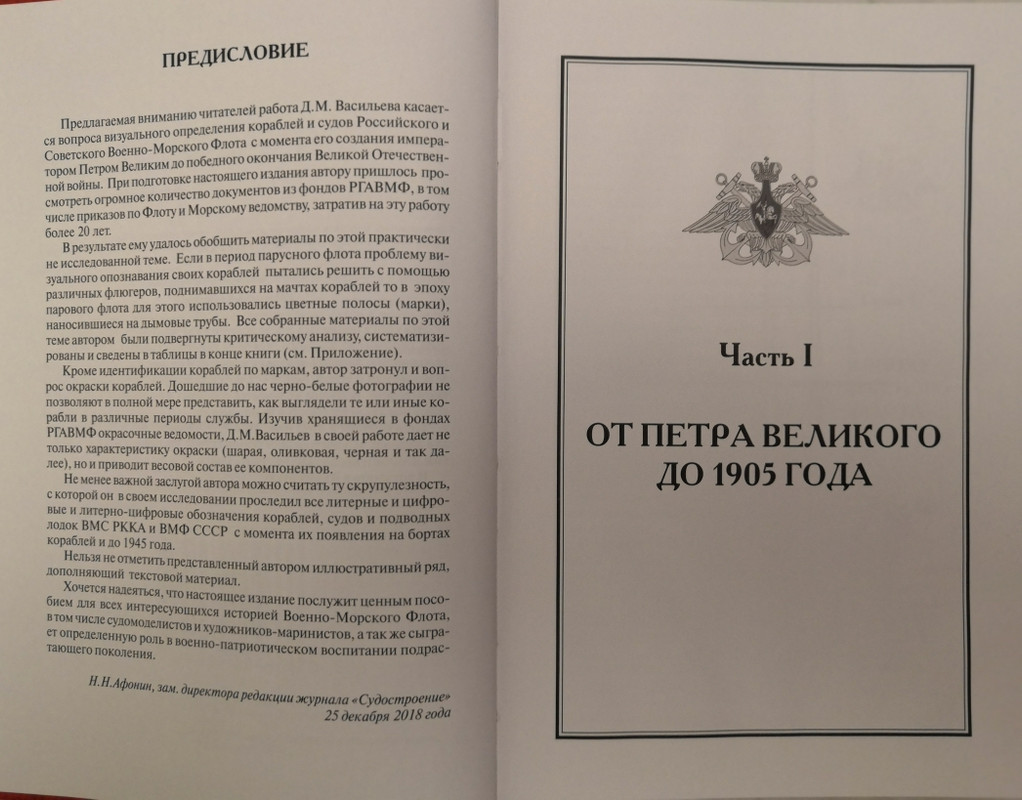 ПРЕДИСЛОВИЕ
Предлагаемая вниманию читателей работа Д.М. Васильева касает-
ся вопроса визуального определения кораблей и судов Российского и
Советского Военно-Морского Флота с момента его создания импера-
тором Петром Великим до победного окончания Великой Отечествен-
ной войны. При подготовке настоящего издания автору пришлось про-
смотреть огромное количество документов из фондов РГАВМФ, в том
числе приказов по Флоту и Морскому ведомству, затратив на эту работу
более 20 лет.
В результате ему удалось обобщить материалы по этой практически
не исследованной теме. Если в период парусного флота проблему ви-
зуального опознавания своих кораблей пытались решить с помощью
различных флюгеров, поднимавшихся на мачтах кораблей то в эпоху
парового флота для этого использовались цветные полосы (марки),
наносившиеся на дымовые трубы. Все собранные материалы по этой
теме автором были подвергнуты критическому анализу, системати­зи-
рованы и сведены в таблицы в конце книги (см. Приложение).
Кроме идентификации кораблей по маркам, автор затронул и воп-
рос окраски кораблей. Дошедшие до нас черно-белые фотографии не
позволяют в полной мере представить, как выглядели те или иные ко-
рабли в различные периоды службы. Изучив хранящиеся в фондах
РГАВМФ окрасочные ведомости, Д.М.Васильев в своей работе дает не
только характеристику окраски (шарая, оливковая, черная и так да-
лее), но и приводит весовой состав ее компонентов.
Не менее важной заслугой автора можно считать ту скрупулезность,
с которой он в своем исследовании проследил все литерные и цифро-
вые и литерно-цифровые обозначения кораблей, судов и подводных
лодок ВМС РККА и ВМФ СССР с момента их появления на бортах
кораблей и до 1945 года.
Нельзя не отметить представленный автором иллюстративный ряд,
дополняющий текстовой материал.
Хочется надеяться, что настоящее издание послужит ценным посо-
бием для всех интересующихся историей Военно-Морского Флота,
в том числе судомоделистов и художников-маринистов, а так же сыгра-
ет определенную роль в военно-патриотическом воспитании подрас-
тающего поколения.
Н.Н.Афонин, зам. директора редакции журнала «Судостроение»
25 декабря 2018 года
Часть I
ОТ ПЕТРА ВЕЛИКОГО
ДО 1905 ГОДА